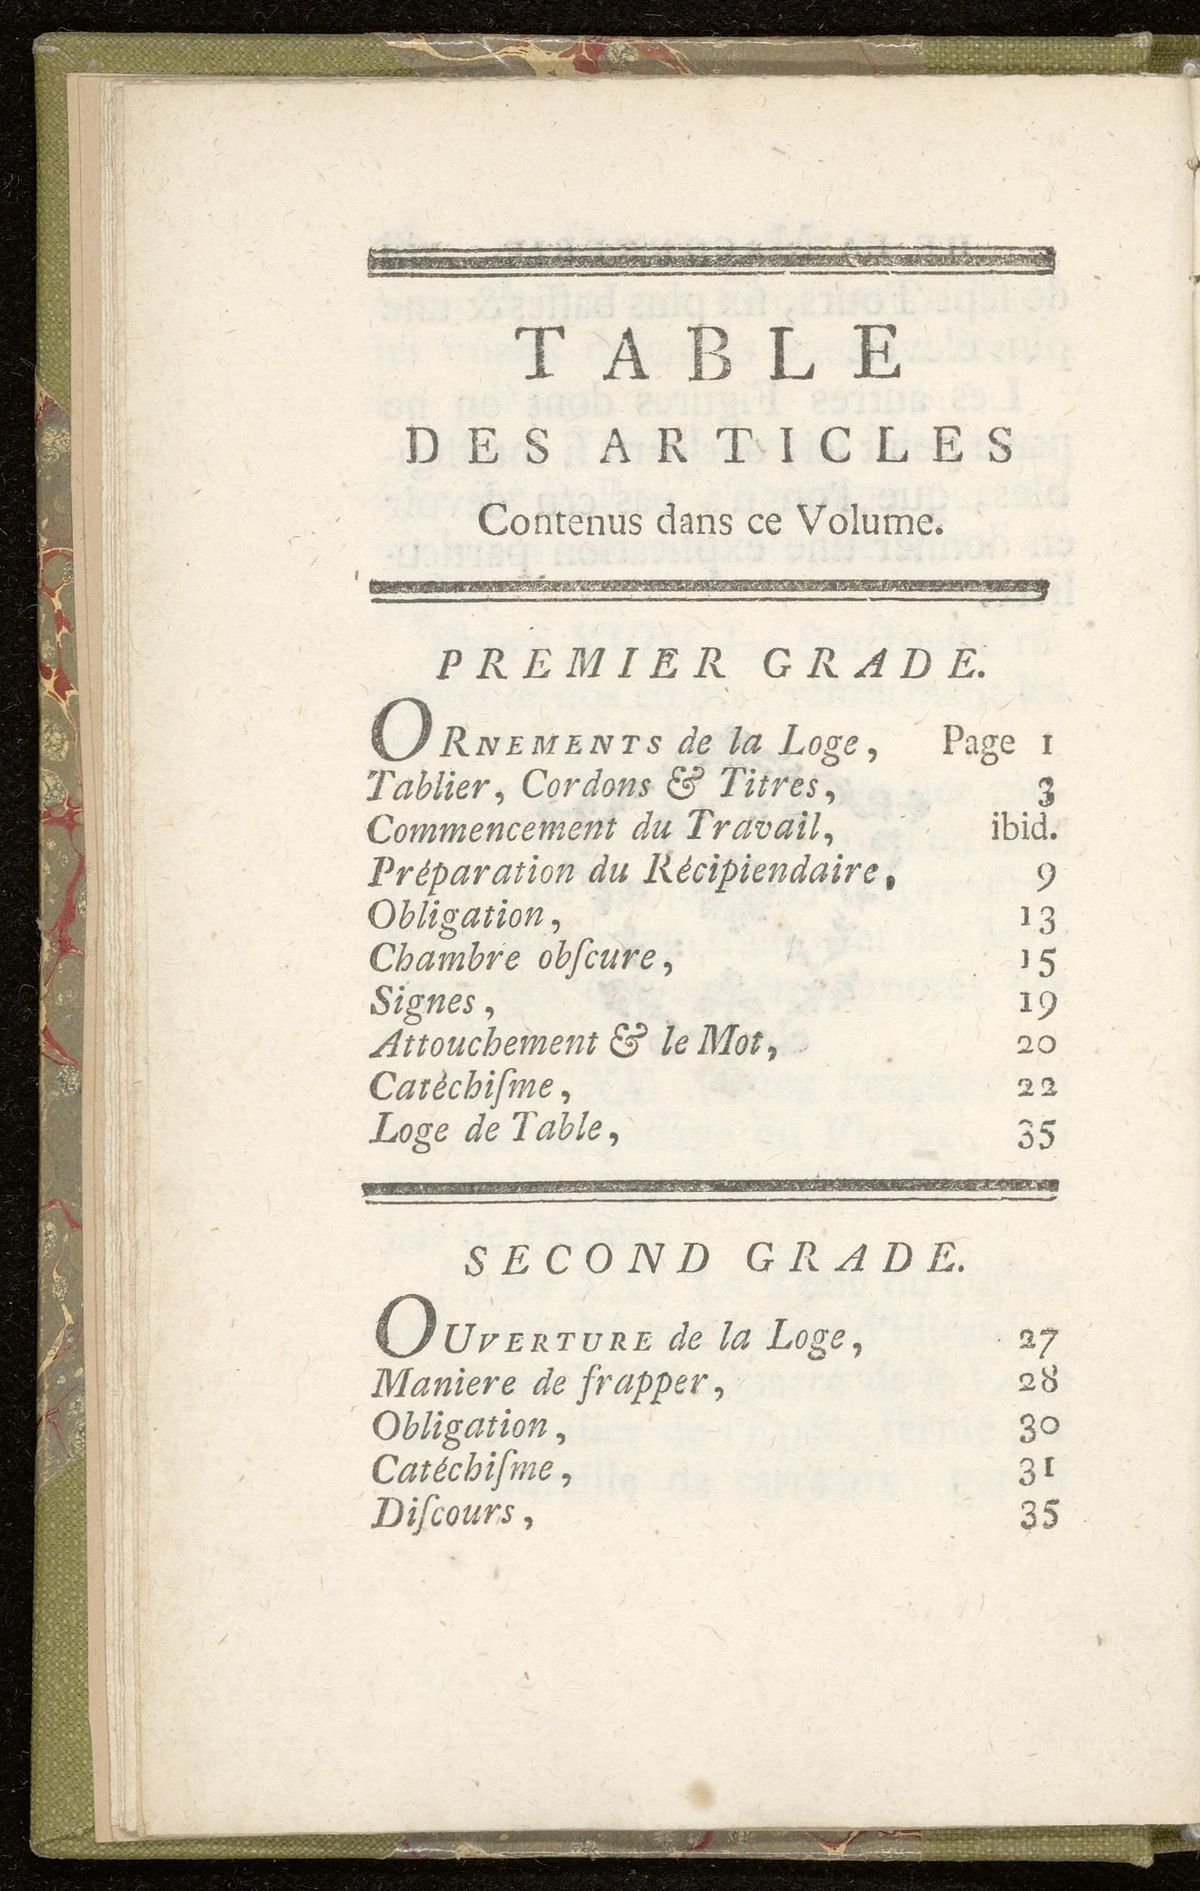 TABLE
DES ARTICLES
Contenus dans ce Volume.
PREMIER GRADE.
ORNEMENTS de la Loge, Page 1
Tablier, Cordons & Titres, 3
Commencement du Travail, ibid.
Préparation du Récipiendaire, 9
Obligation, 13
Chambre obſcure, 15
Signes, 19
Attouchement & le Mot, 20
Catéchiſme, 22
Loge de Table, 35
SECOND GRADE.
OUVERTURE de la Loge, 27
Maniere de frapper, 28
Obligation, 30
Catéchiſme, 31
Diſcours, 35